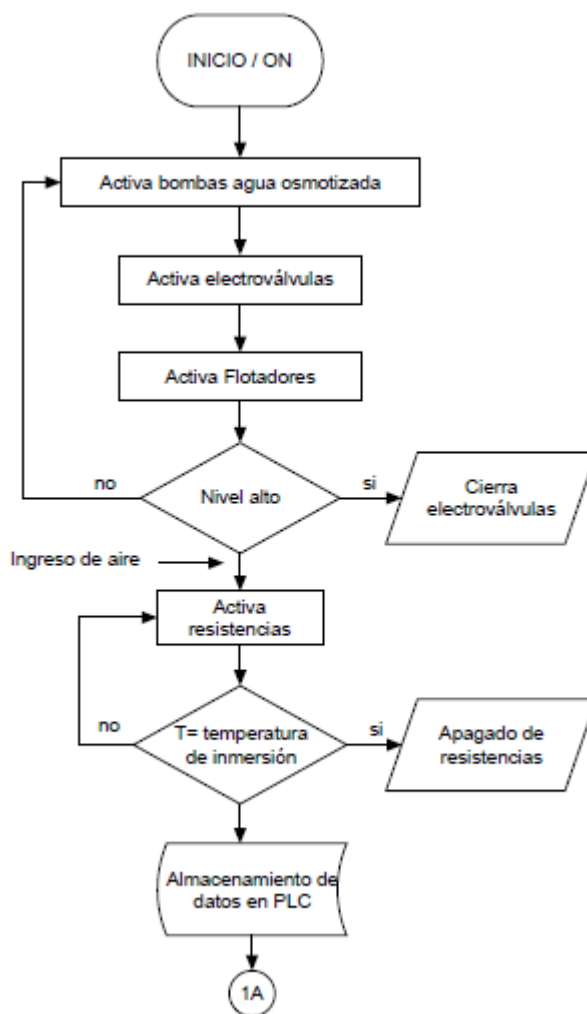 INICIO / ON
Activa bombas agua osmotizada
Activa electroválvulas
Activa Flotadores
no
Nivel alto
si
Cierra
electroválvulas
Ingreso de aire
Activa
resistencias
no
T= temperatura
de inmersión
si
Apagado de
resistencias
Almacenamiento de
datos en PLC
1A